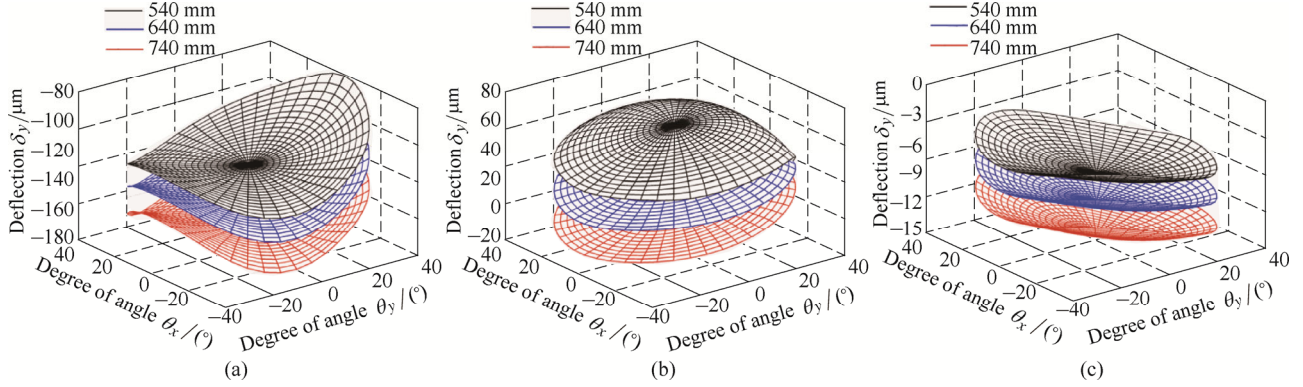 540 mm
640 mm
740 mm
Deflection δy/μm
−80
−100
−120
−140
−160
−180
40
20
0
−20
−40
Degree of angle θx/(°)
−20
0
20
40
Degree of angle θy/(°)
(a)
540 mm
640 mm
740 mm
Deflection δy/μm
80
60
40
20
0
−20
40
20
0
−20
−40
Degree of angle θx/(°)
−20
0
20
40
Degree of angle θy/(°)
(b)
540 mm
640 mm
740 mm
Deflection δy/μm
0
−3
−6
−9
−12
−15
40
20
0
−20
−40
Degree of angle θx/(°)
−20
0
20
40
Degree of angle θy/(°)
(c)